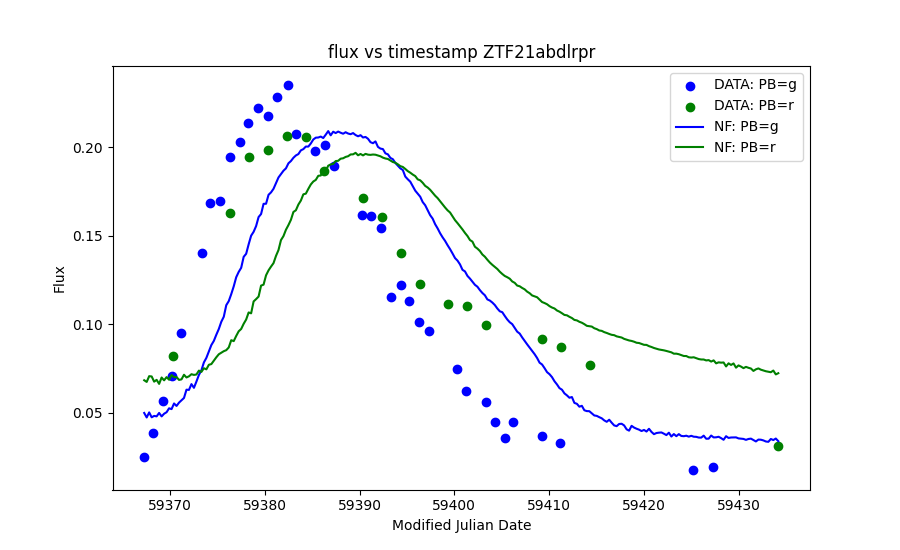 flux vs timestamp ZTF21abdlrpr
DATA: PB=g
DATA: PB=r
NF: PB=g
NF: PB=r
0.20
0.15
0.10
0.05
Flux
59370 59380 59390 59400 59410 59420 59430
Modified Julian Date